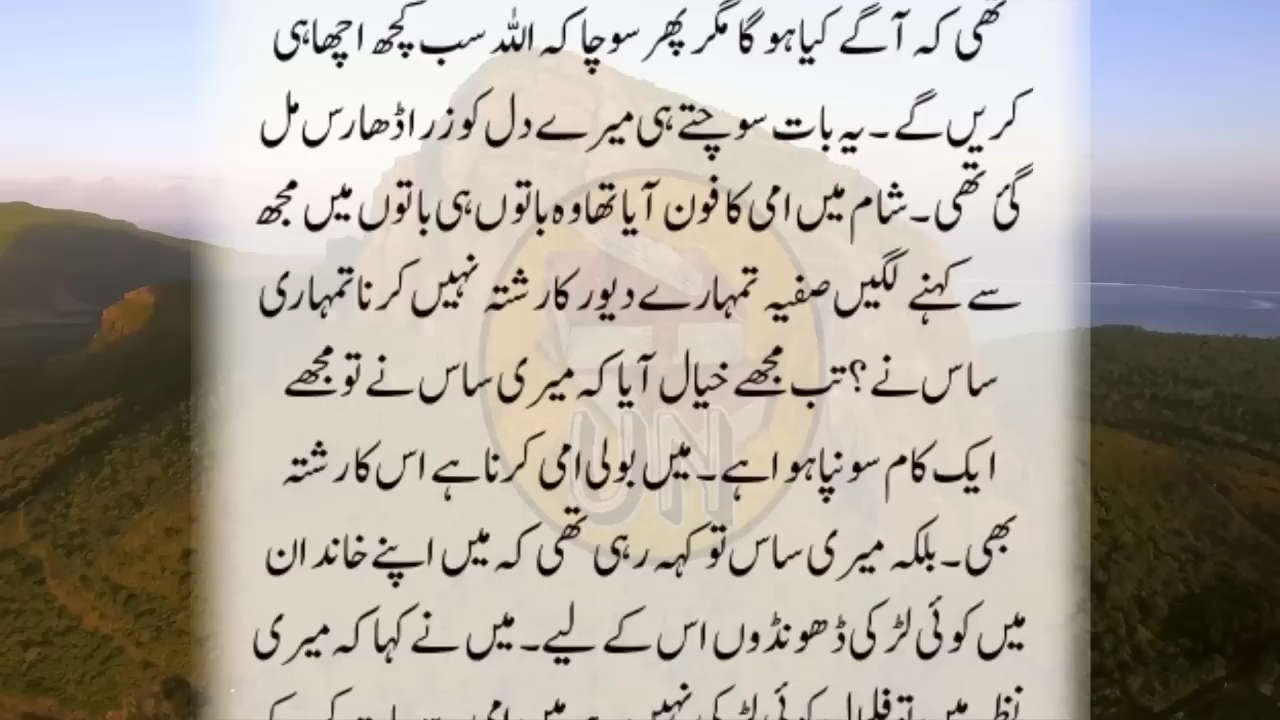 تھی کہ آگے کیا ہو گا مگر پھر سوچا کہ اللہ سب کچھ اچھا ہی
کریں گے۔ یہ بات سوچتے ہی میرے دل کو زرا ڈھارس مل
گئ تھی۔ شام میں امی کا فون آیا تھا وہ باتوں ہی باتوں میں مجھ
سے کہنے لگیں صفیہ تمہارے دیور کا رشتہ نہیں کرنا تمہاری
ساس نے ؟ تب مجھے خیال آیا کہ میری ساس نے تو مجھے
ایک کام سونپا ہوا ہے۔ میں بولی امی کرنا ہے اس کا رشتہ
بھی۔ بلکہ میری ساس تو کہہ رہی تھی کہ میں اپنے خاندان
میں کوئی لڑکی ڈھونڈوں اس کے لیے۔ میں نے کہا کہ میری
UN